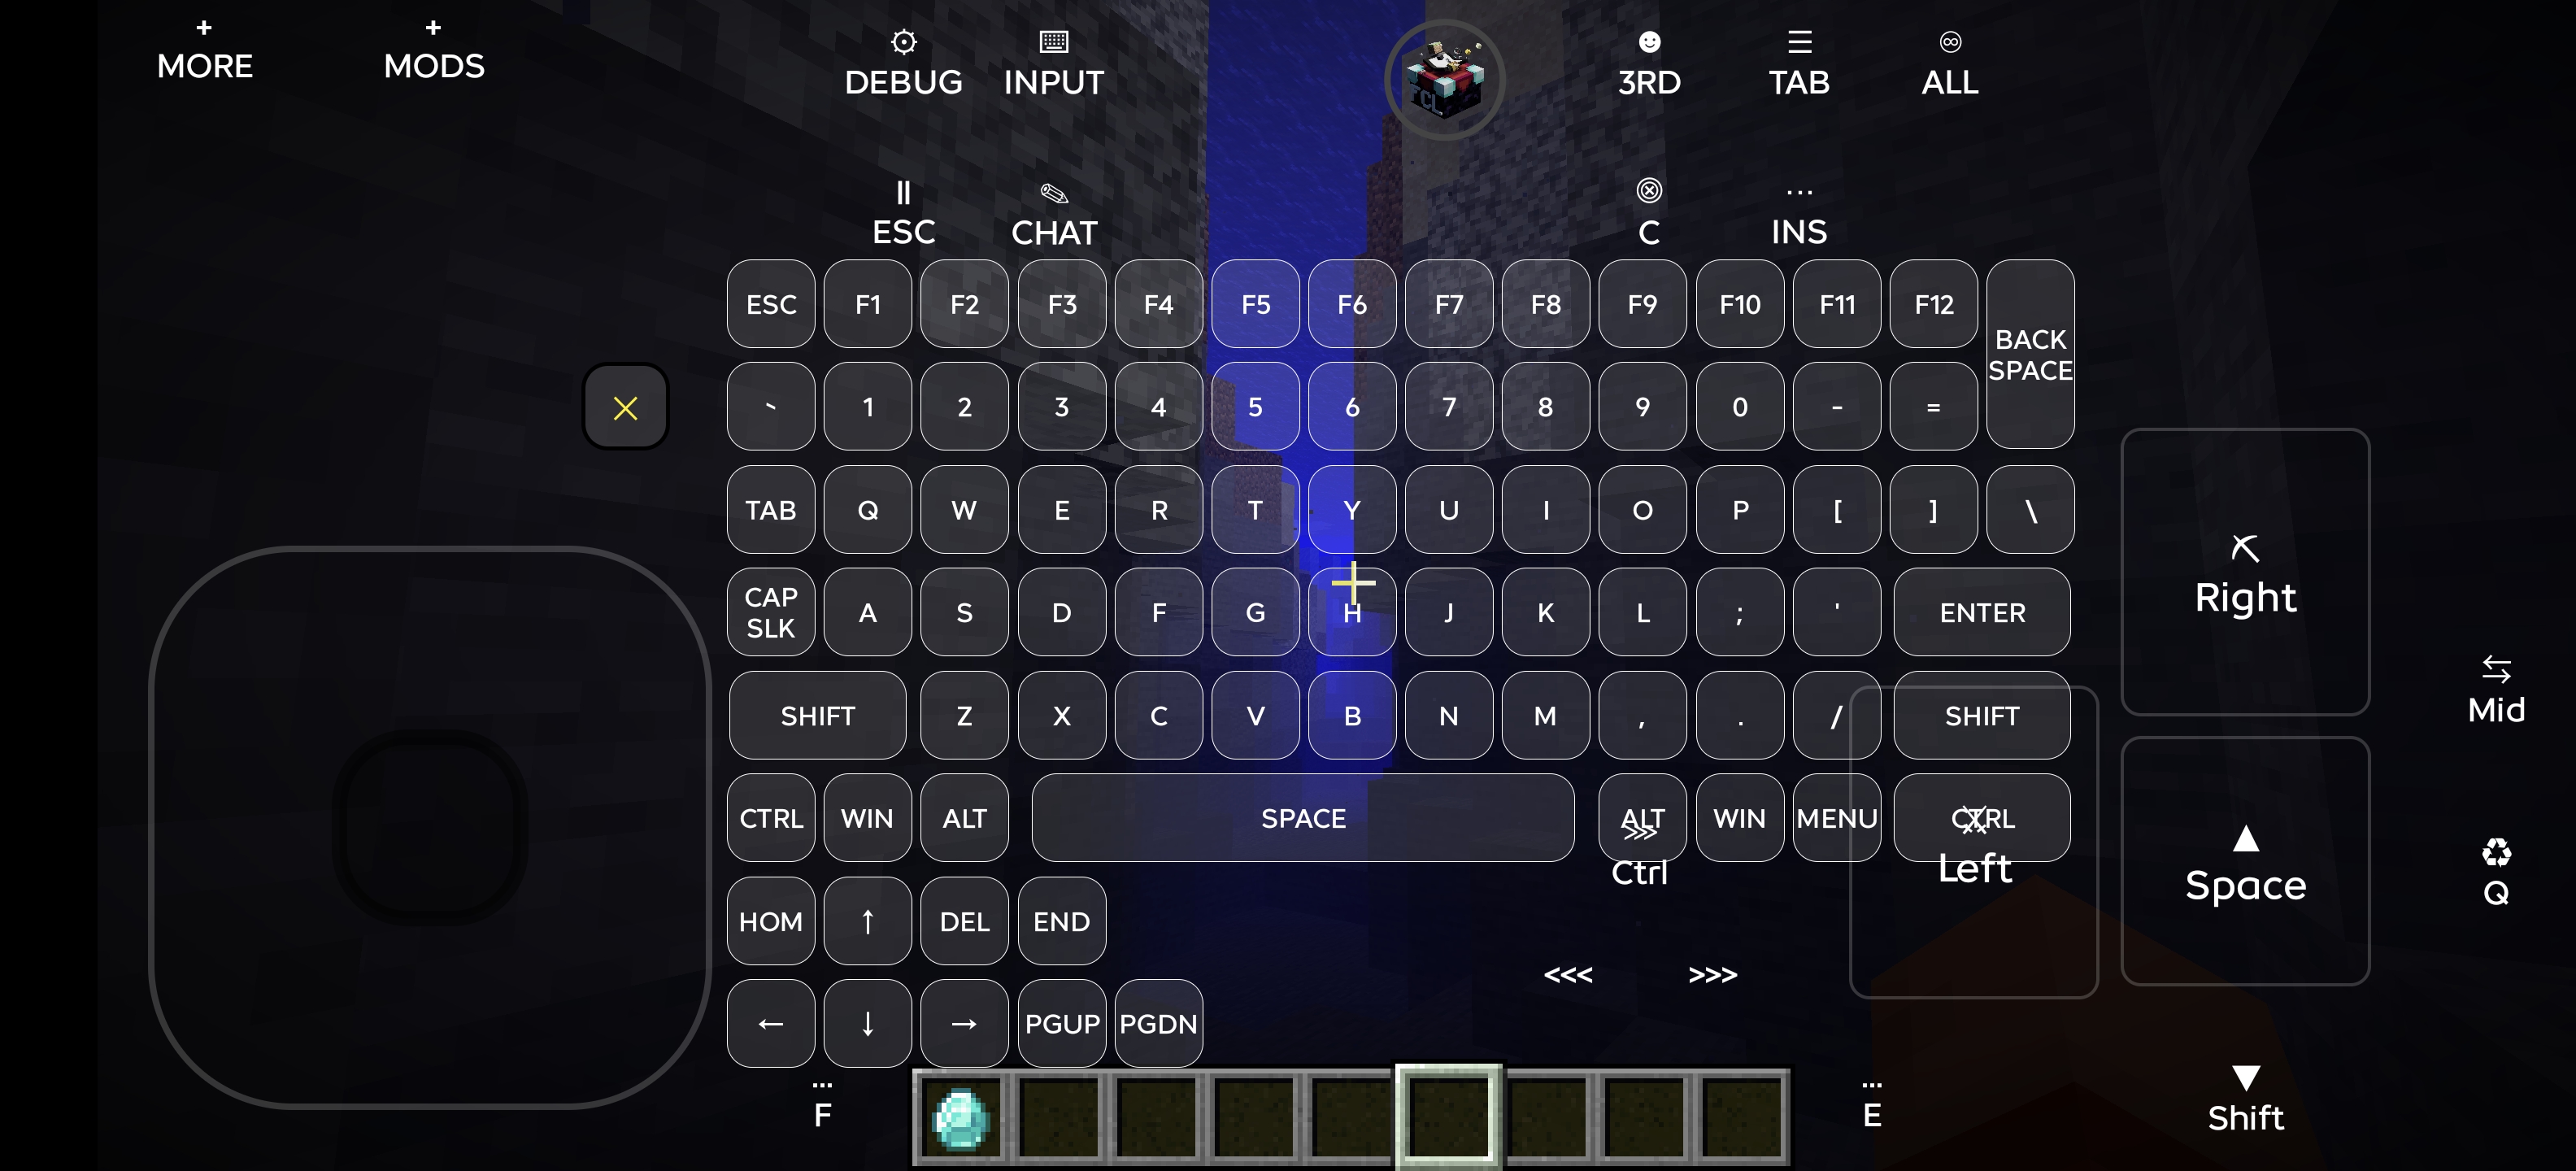 + + 
MORE MODS DEBUG INPUT 3RD TAB ALL
FCL
ESC CHAT C INS
ESC F1 F2 F3 F4 F5 F6 F7 F8 F9 F10 F11 F12
BACK
SPACE
` 1 2 3 4 5 6 7 8 9 0 - =
TAB Q W E R T Y U I O P [ ] \
CAP
SLK
A S D F G H J K L ; ' ENTER
Right
SHIFT Z X C V B N M , . / SHIFT
Mid
CTRL WIN ALT SPACE ALT WIN MENU CTRL
Ctrl
Left
Space
Q
HOM ↑ DEL END
<<< >>>
← ↓ → PGUP PGDN
F
E
Shift